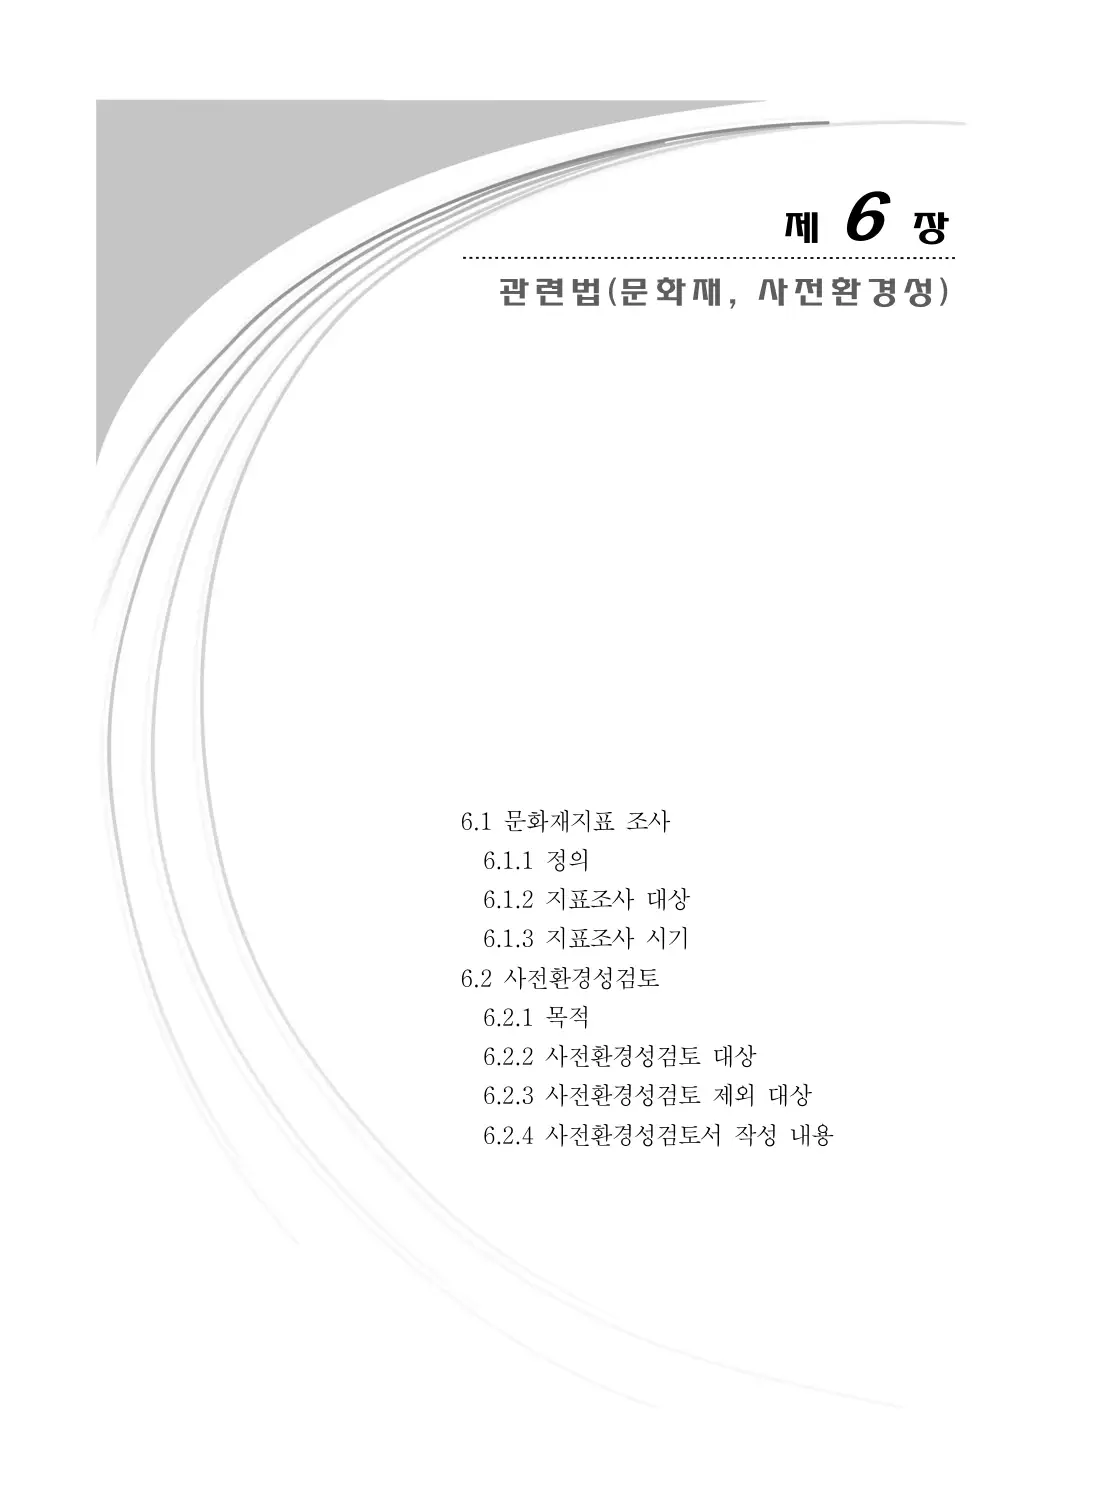 제 6 장
관련법(문화재, 사전환경성)
6.1 문화재지표 조사
6.1.1 정의
6.1.2 지표조사 대상
6.1.3 지표조사 시기
6.2 사전환경성검토
6.2.1 목적
6.2.2 사전환경성검토 대상
6.2.3 사전환경성검토 제외 대상
6.2.4 사전환경성검토서 작성 내용